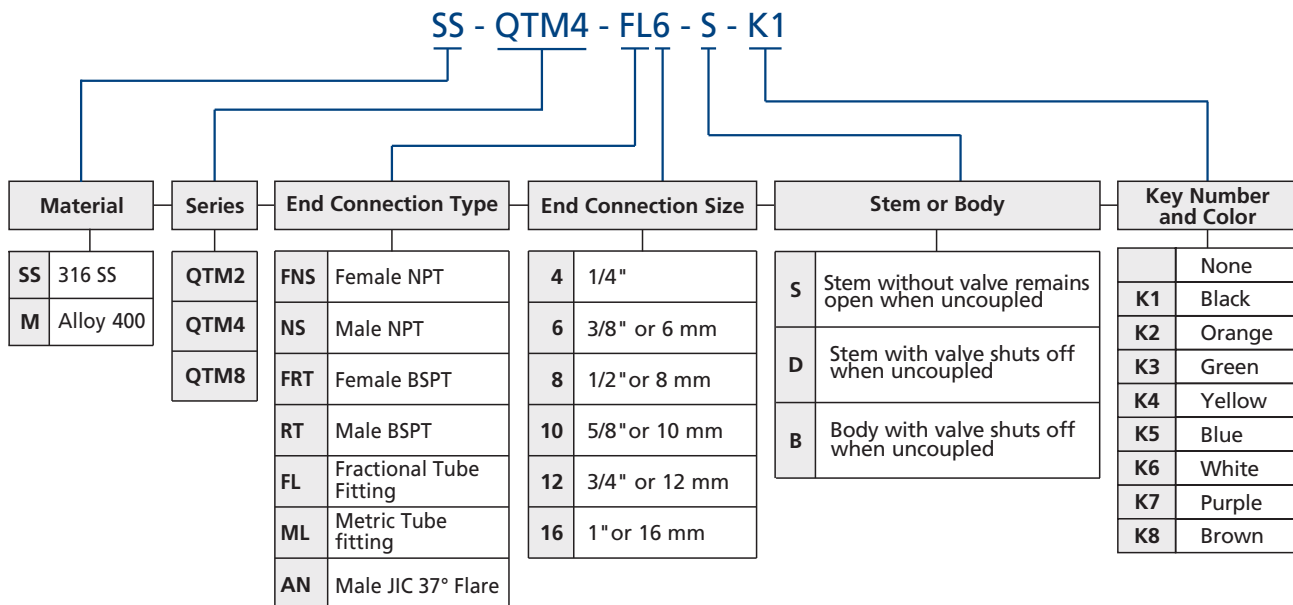 SS - QTM4 - FL6 - S - K1
Material
SS 316 SS
M Alloy 400
Series
QTM2
QTM4
QTM8
End Connection Type
FNS Female NPT
NS Male NPT
FRT Female BSPT
RT Male BSPT
FL Fractional Tube
Fitting
ML Metric Tube
fitting
AN Male JIC 37° Flare
End Connection Size
4 1/4"
6 3/8" or 6 mm
8 1/2"or 8 mm
10 5/8"or 10 mm
12 3/4" or 12 mm
16 1"or 16 mm
Stem or Body
S Stem without valve remains
open when uncoupled
D Stem with valve shuts off
when uncoupled
B Body with valve shuts off
when uncoupled
Key Number
and Color
None
K1 Black
K2 Orange
K3 Green
K4 Yellow
K5 Blue
K6 White
K7 Purple
K8 Brown